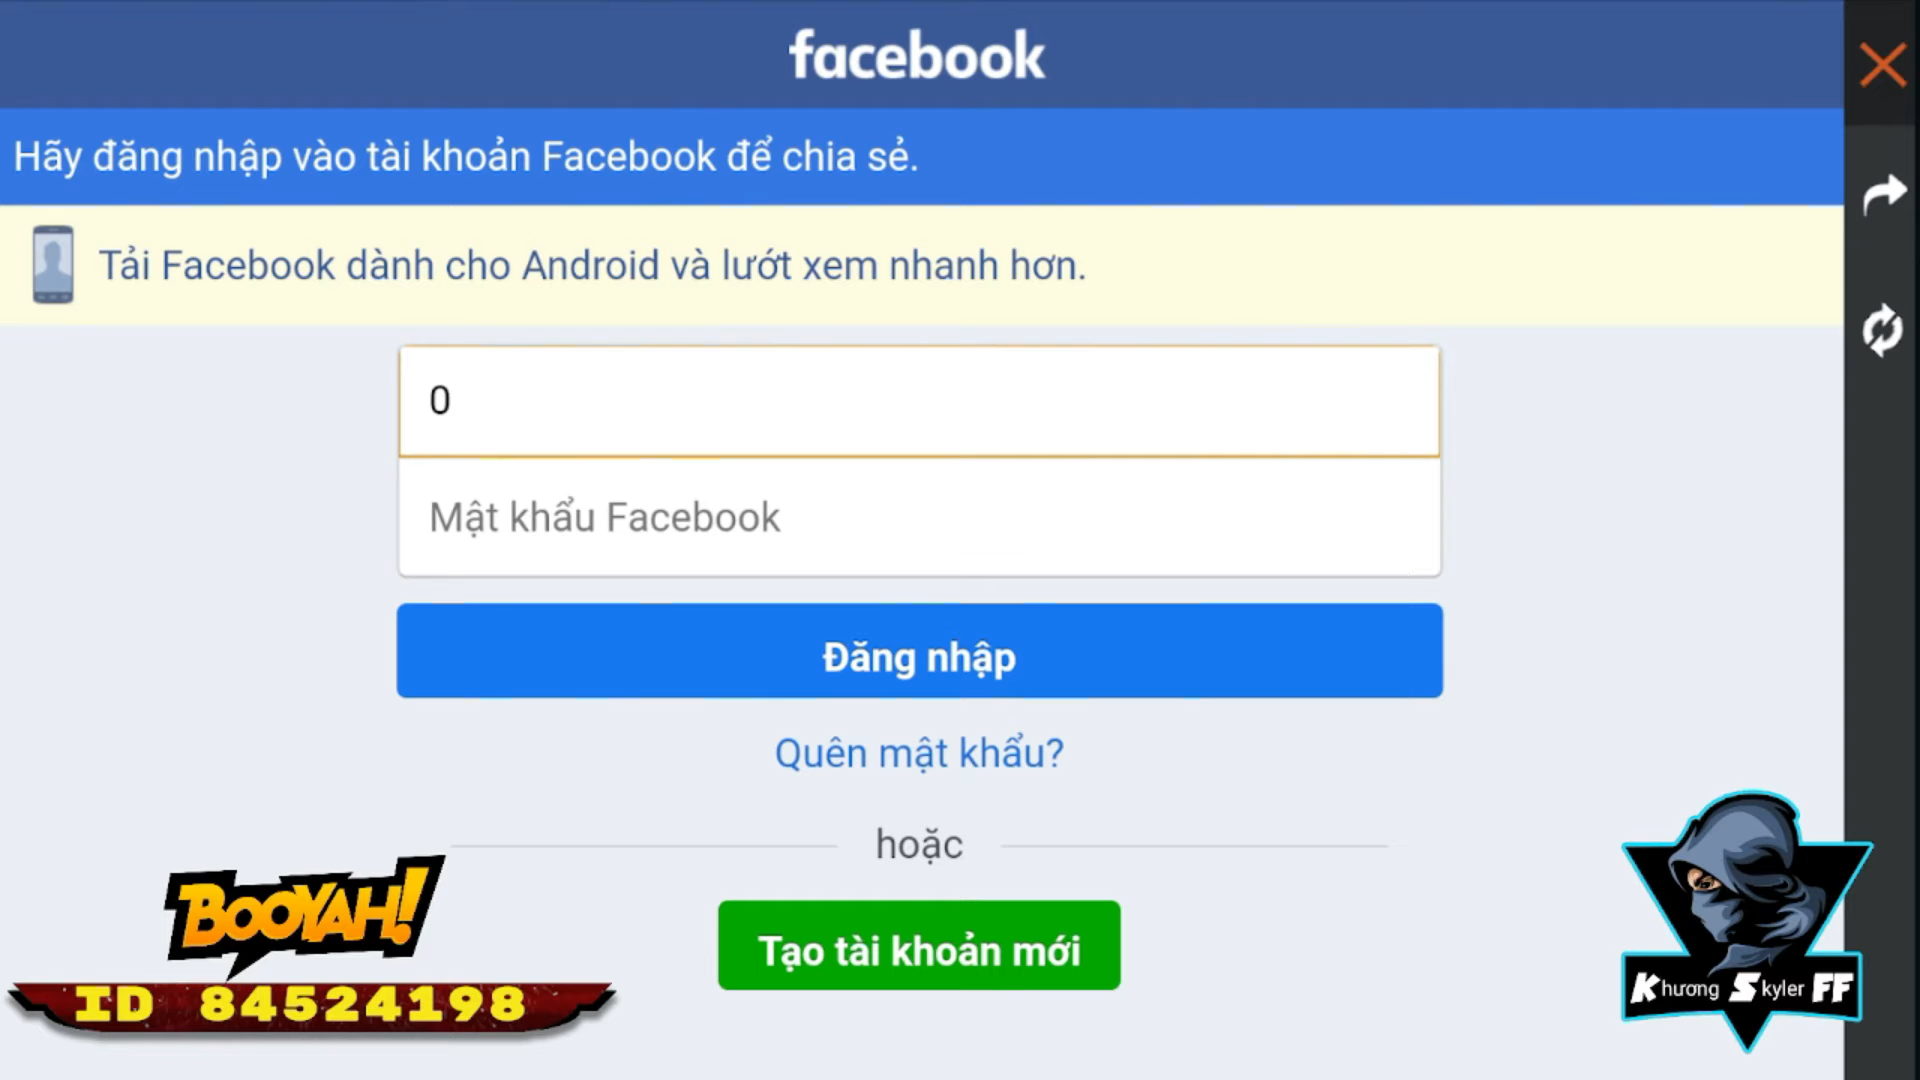 facebook
Hãy đăng nhập vào tài khoản Facebook để chia sẻ.
Tải Facebook dành cho Android và lướt xem nhanh hơn.
0
Mật khẩu Facebook
Đăng nhập
Quên mật khẩu?
hoặc
Tạo tài khoản mới
BOOYAH!
ID 84524198
Khương Skyler FF